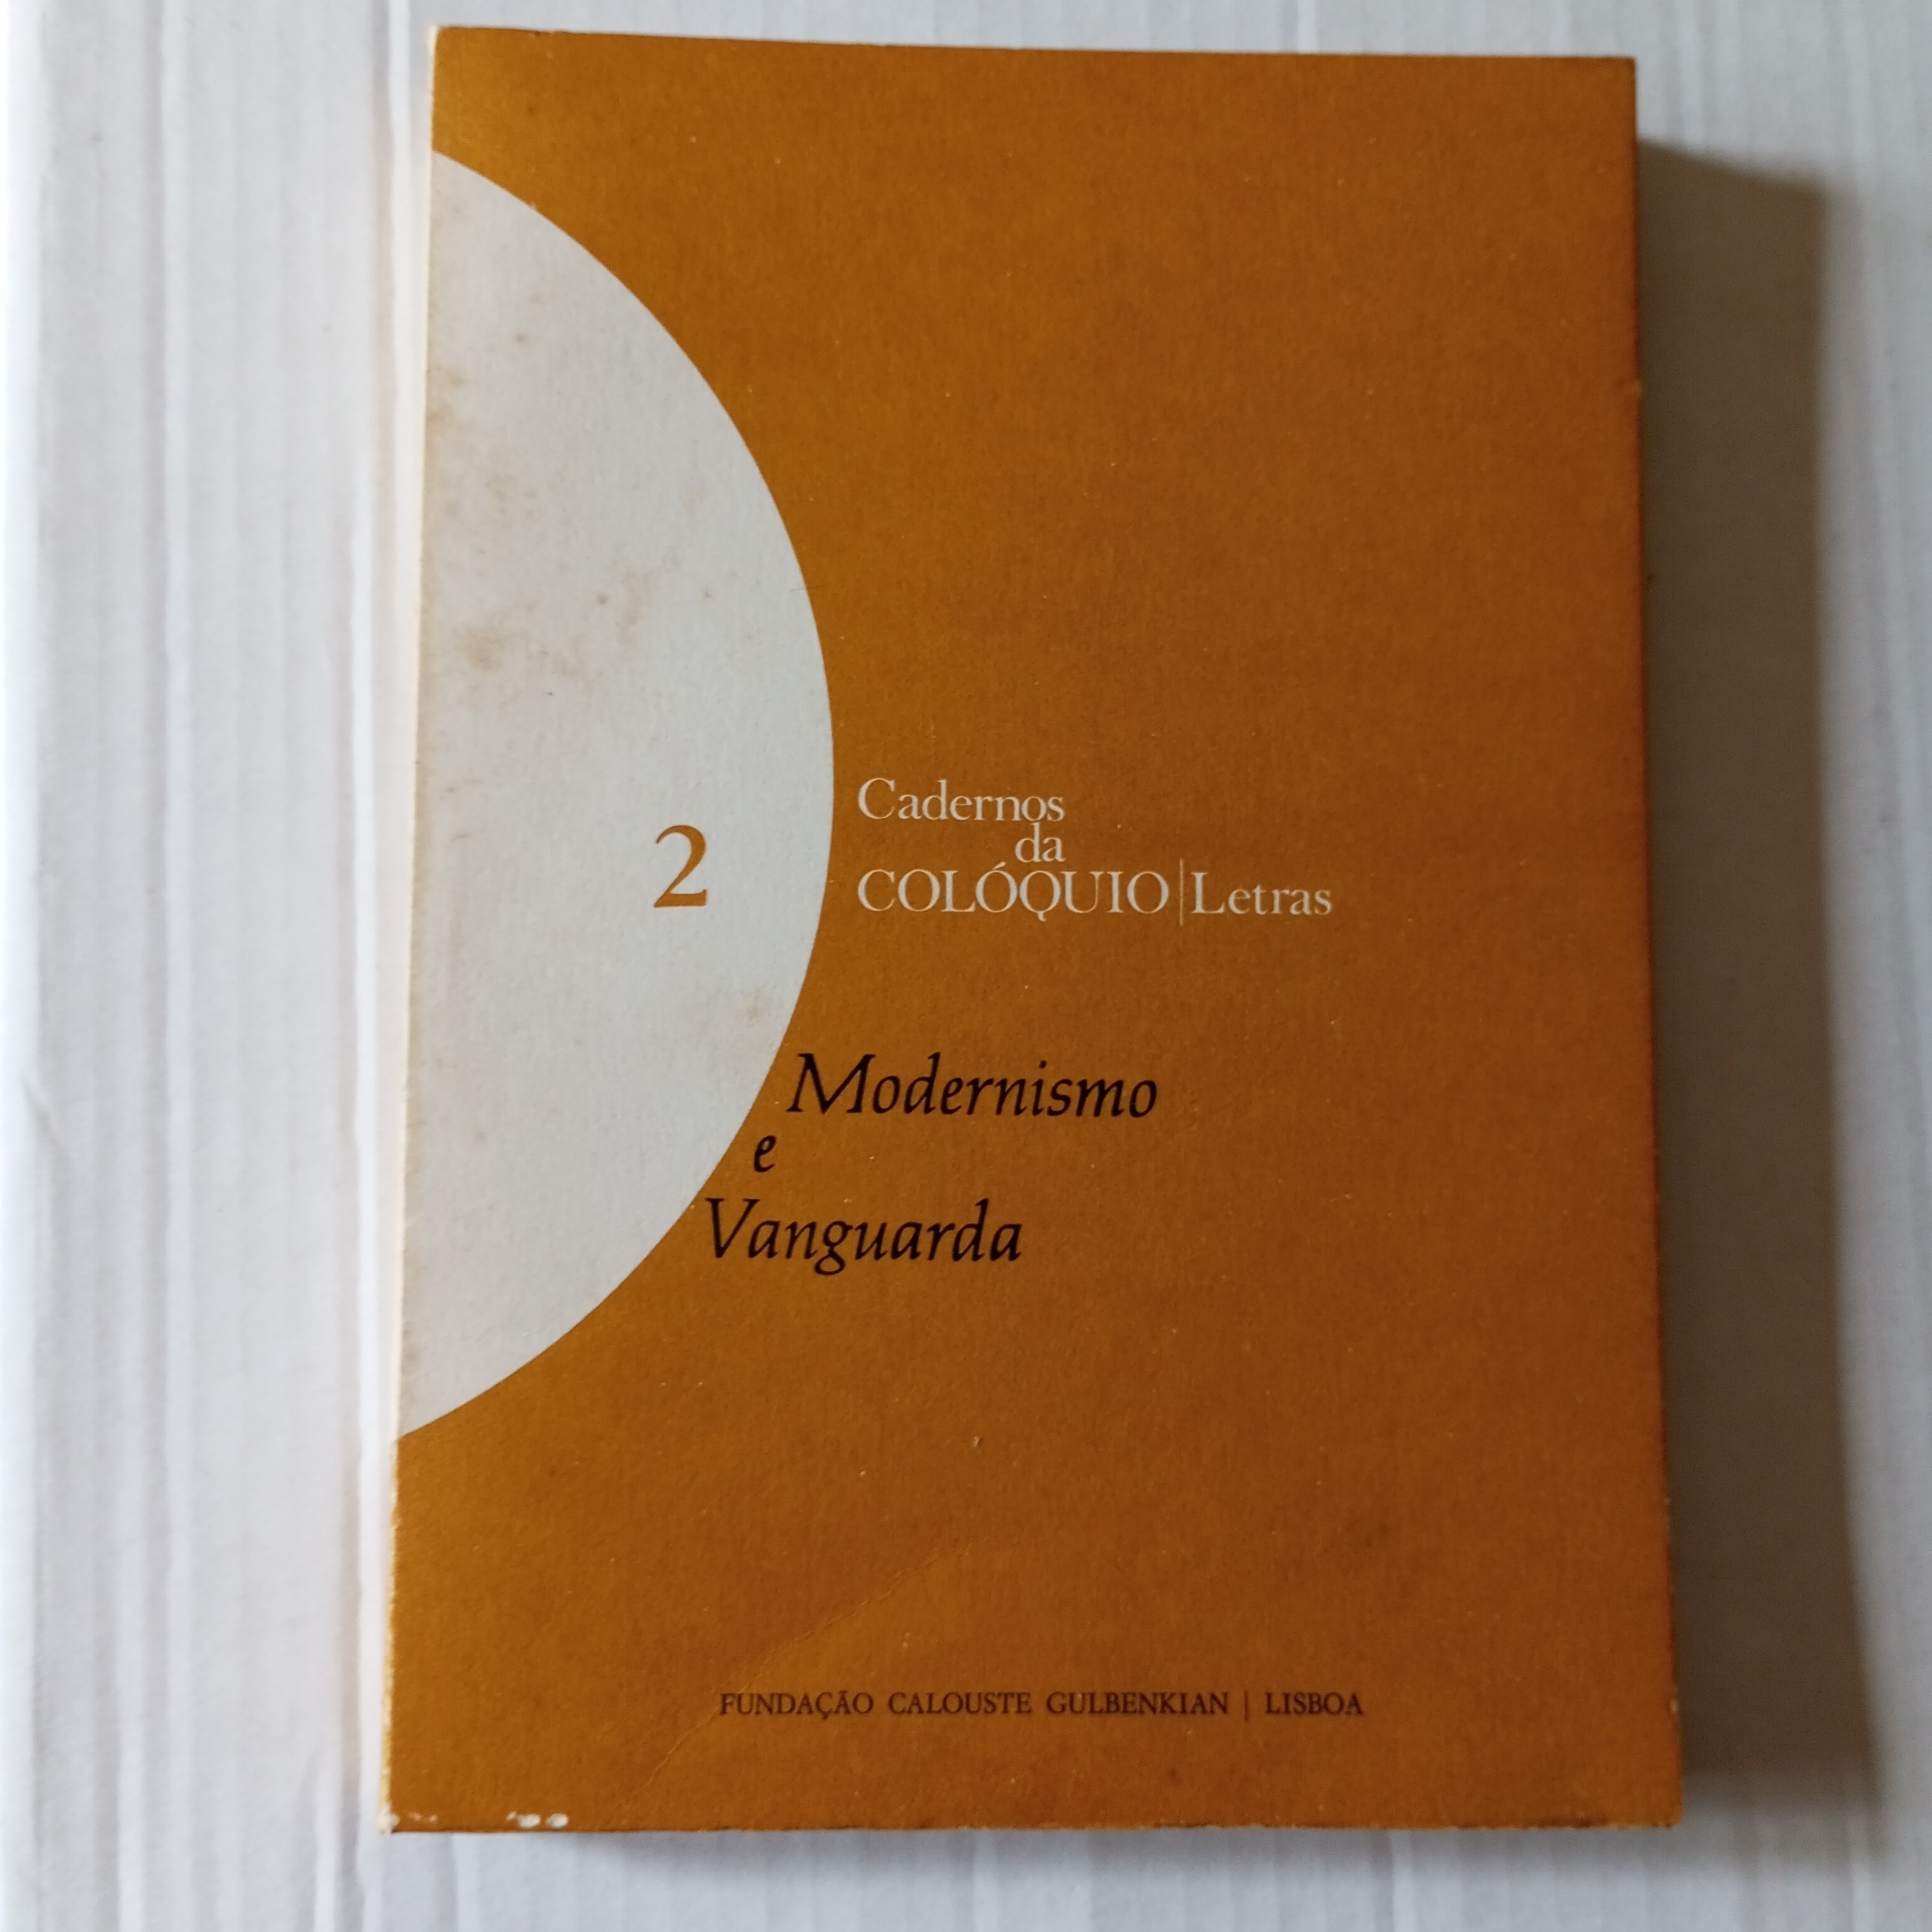 2
Cadernos
da
COLÓQUIO|Letras
Modernismo
e
Vanguarda
FUNDAÇÃO CALOUSTE GULBENKIAN | LISBOA